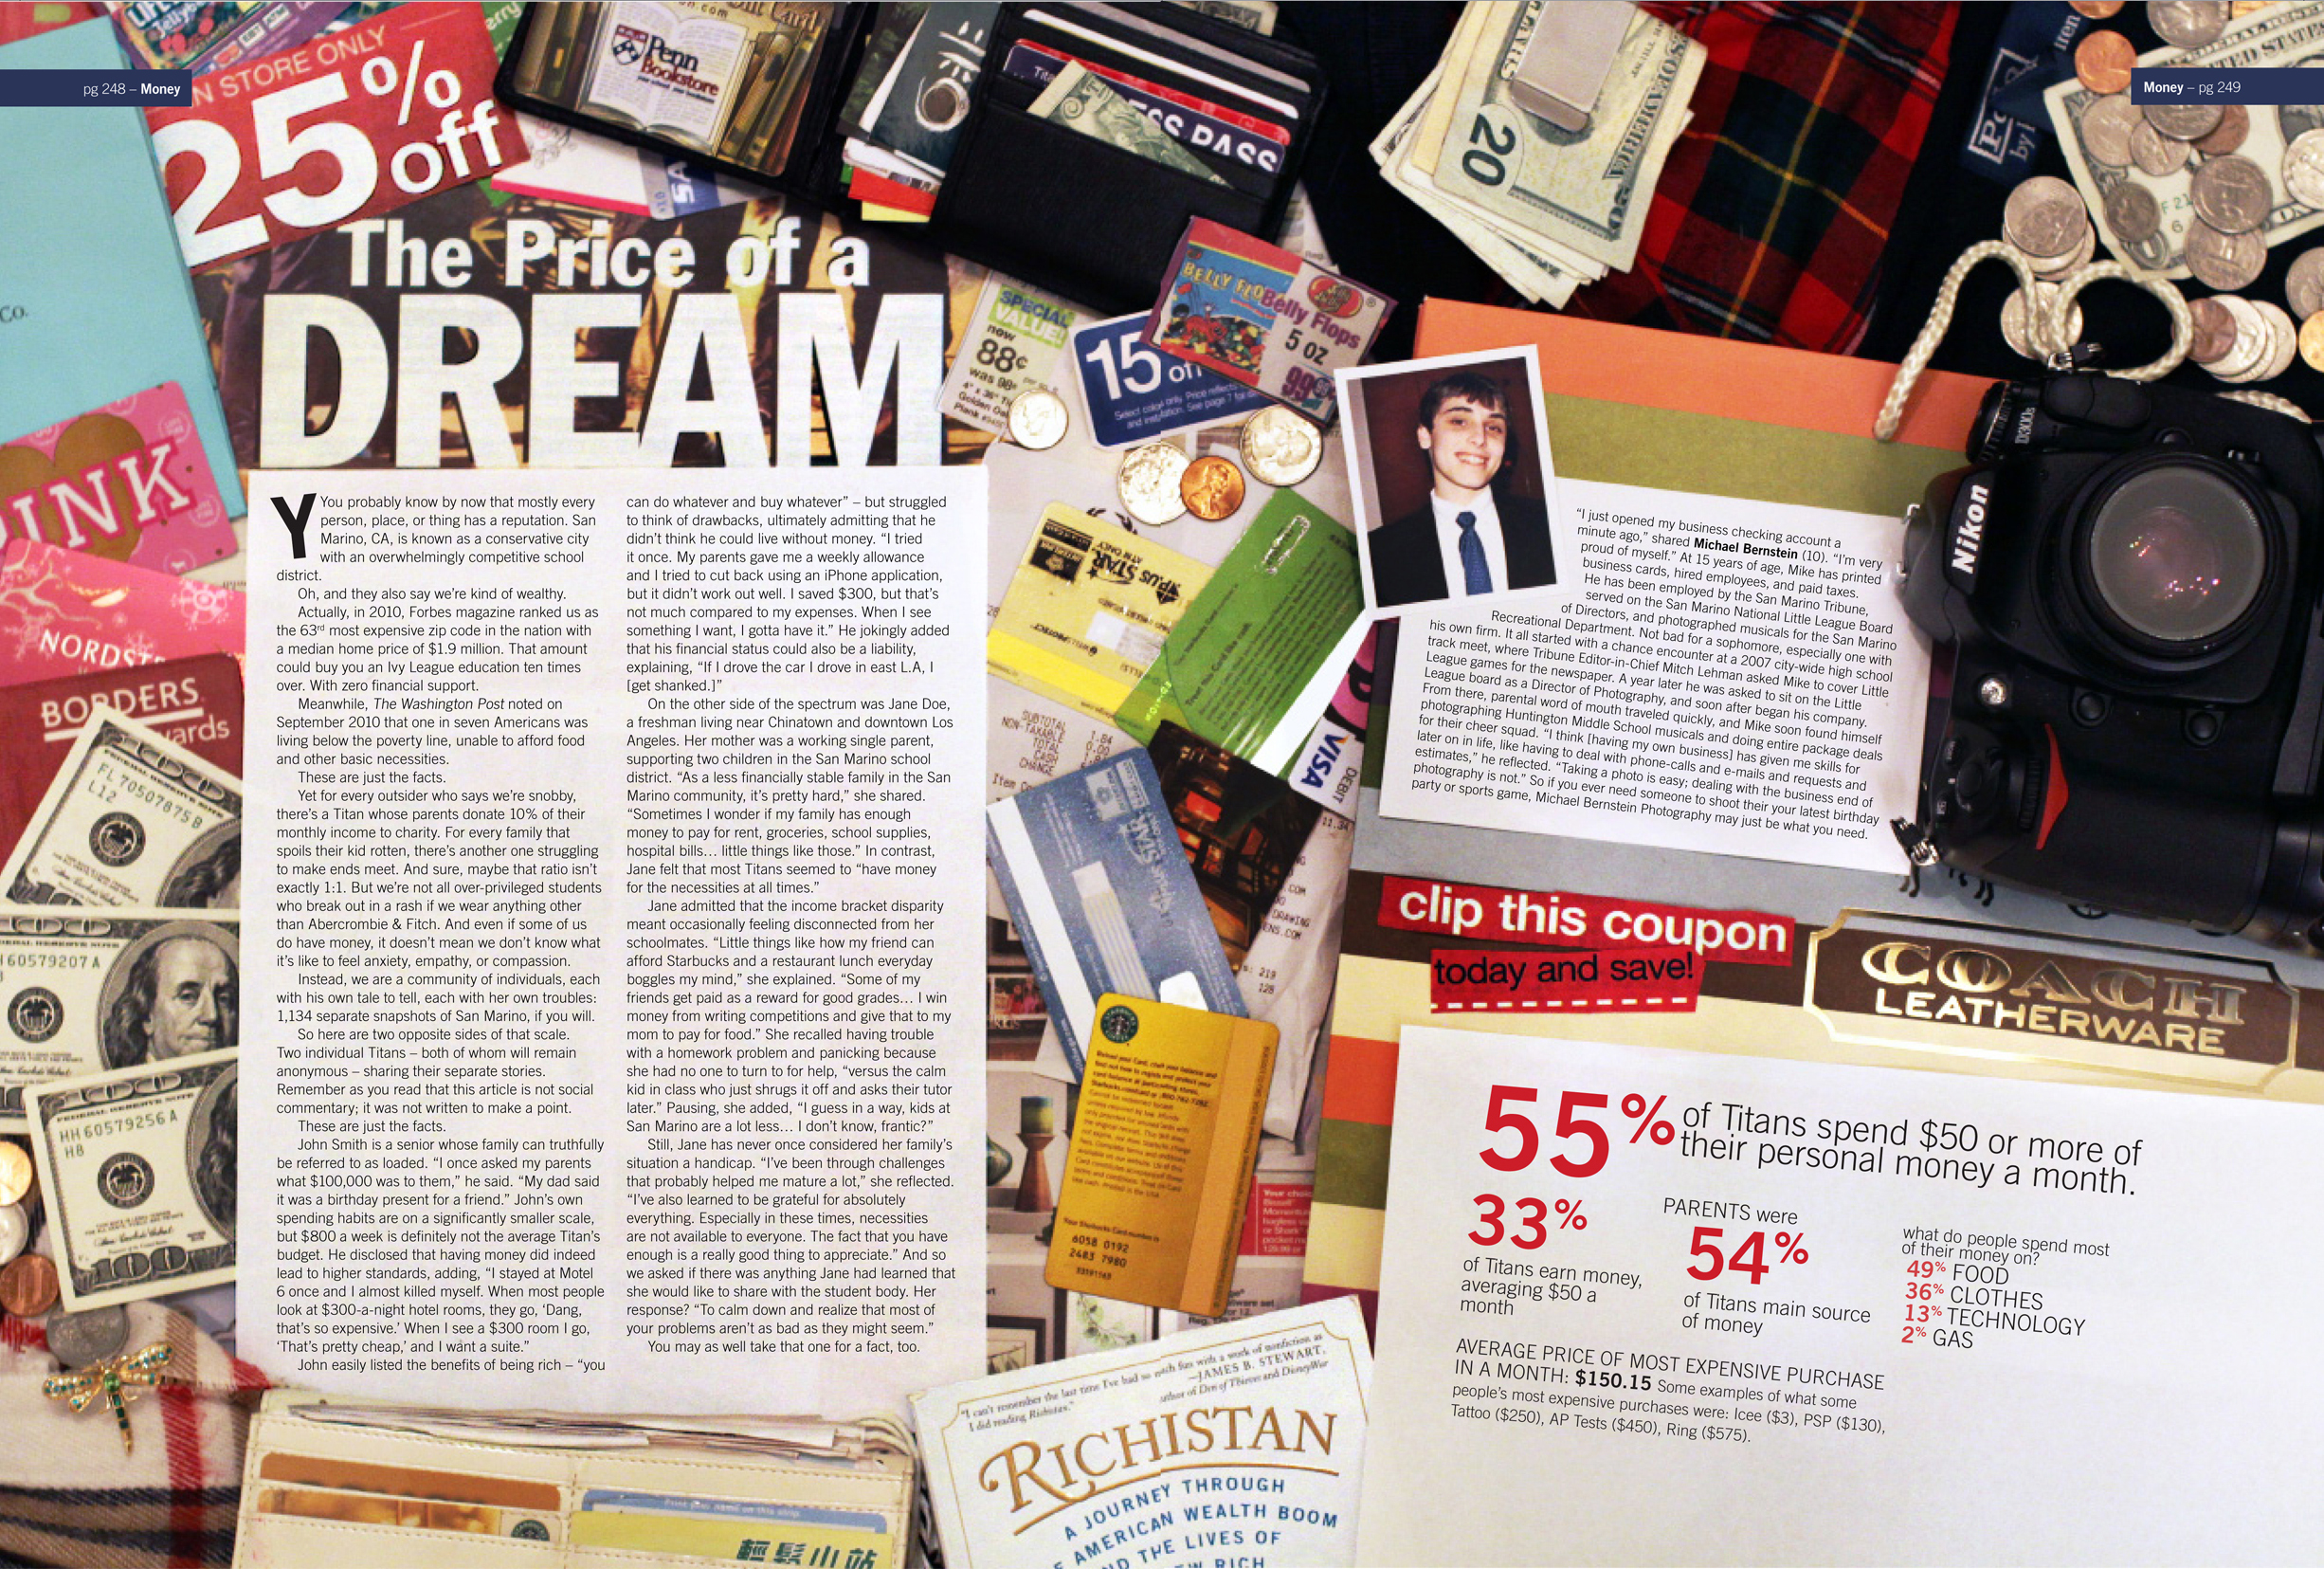 pg 248 – Money
Money – pg 249
IN STORE ONLY
25% off
Penn
Bookstore
20
SPECIAL
VALUE!
now
88¢
was 98¢
15
off
Belly Flops
5 oz
99¢
Co.
PINK
BORDERS
VISA
DEBIT
Nikon
D300s
The Price of a
DREAM
You probably know by now that mostly every
person, place, or thing has a reputation. San
Marino, CA, is known as a conservative city
with an overwhelmingly competitive school
district.
Oh, and they also say we’re kind of wealthy.
Actually, in 2010, Forbes magazine ranked us as
the 63rd most expensive zip code in the nation with
a median home price of $1.9 million. That amount
could buy you an Ivy League education ten times
over. With zero financial support.
Meanwhile, The Washington Post noted on
September 2010 that one in seven Americans was
living below the poverty line, unable to afford food
and other basic necessities.
These are just the facts.
Yet for every outsider who says we’re snobby,
there’s a Titan whose parents donate 10% of their
monthly income to charity. For every family that
spoils their kid rotten, there’s another one struggling
to make ends meet. And sure, maybe that ratio isn’t
exactly 1:1. But we’re not all over-privileged students
who break out in a rash if we wear anything other
than Abercrombie & Fitch. And even if some of us
do have money, it doesn’t mean we don’t know what
it’s like to feel anxiety, empathy, or compassion.
Instead, we are a community of individuals, each
with his own tale to tell, each with her own troubles:
1,134 separate snapshots of San Marino, if you will.
So here are two opposite sides of that scale.
Two individual Titans – both of whom will remain
anonymous – sharing their separate stories.
Remember as you read that this article is not social
commentary; it was not written to make a point.
These are just the facts.
John Smith is a senior whose family can truthfully
be referred to as loaded. “I once asked my parents
what $100,000 was to them,” he said. “My dad said
it was a birthday present for a friend.” John’s own
spending habits are on a significantly smaller scale,
but $800 a week is definitely not the average Titan’s
budget. He disclosed that having money did indeed
lead to higher standards, adding, “I stayed at Motel
6 once and I almost killed myself. When most people
look at $300-a-night hotel rooms, they go, ‘Dang,
that’s so expensive.’ When I see a $300 room I go,
‘That’s pretty cheap,’ and I want a suite.”
John easily listed the benefits of being rich – “you
can do whatever and buy whatever” – but struggled
to think of drawbacks, ultimately admitting that he
didn’t think he could live without money. “I tried
it once. My parents gave me a weekly allowance
and I tried to cut back using an iPhone application,
but it didn’t work out well. I saved $300, but that’s
not much compared to my expenses. When I see
something I want, I gotta have it.” He jokingly added
that his financial status could also be a liability,
explaining, “If I drove the car I drove in east L.A, I
[get shanked.]”
On the other side of the spectrum was Jane Doe,
a freshman living near Chinatown and downtown Los
Angeles. Her mother was a working single parent,
supporting two children in the San Marino school
district. “As a less financially stable family in the San
Marino community, it’s pretty hard,” she shared.
“Sometimes I wonder if my family has enough
money to pay for rent, groceries, school supplies,
hospital bills… little things like those.” In contrast,
Jane felt that most Titans seemed to “have money
for the necessities at all times.”
Jane admitted that the income bracket disparity
meant occasionally feeling disconnected from her
schoolmates. “Little things like how my friend can
afford Starbucks and a restaurant lunch everyday
boggles my mind,” she explained. “Some of my
friends get paid as a reward for good grades… I win
money from writing competitions and give that to my
mom to pay for food.” She recalled having trouble
with a homework problem and panicking because
she had no one to turn to for help, “versus the calm
kid in class who just shrugs it off and asks their tutor
later.” Pausing, she added, “I guess in a way, kids at
San Marino are a lot less… I don’t know, frantic?”
Still, Jane has never once considered her family’s
situation a handicap. “I’ve been through challenges
that probably helped me mature a lot,” she reflected.
“I’ve also learned to be grateful for absolutely
everything. Especially in these times, necessities
are not available to everyone. The fact that you have
enough is a really good thing to appreciate.” And so
we asked if there was anything Jane had learned that
she would like to share with the student body. Her
response? “To calm down and realize that most of
your problems aren’t as bad as they might seem.”
You may as well take that one for a fact, too.
“I just opened my business checking account a
minute ago,” shared Michael Bernstein (10). “I’m very
proud of myself.” At 15 years of age, Mike has printed
business cards, hired employees, and paid taxes.
He has been employed by the San Marino Tribune,
served on the San Marino National Little League Board
of Directors, and photographed musicals for the San Marino
Recreational Department. Not bad for a sophomore, especially one with
his own firm. It all started with a chance encounter at a 2007 city-wide high school
track meet, where Tribune Editor-in-Chief Mitch Lehman asked Mike to cover Little
League games for the newspaper. A year later he was asked to sit on the Little
League board as a Director of Photography, and soon after began his company.
From there, parental word of mouth traveled quickly, and Mike soon found himself
photographing Huntington Middle School musicals and doing entire package deals
for their cheer squad. “I think [having my own business] has given me skills for
later on in life, like having to deal with phone-calls and e-mails and requests and
estimates,” he reflected. “Taking a photo is easy; dealing with the business end of
photography is not.” So if you ever need someone to shoot their your latest birthday
party or sports game, Michael Bernstein Photography may just be what you need.
clip this coupon
today and save!
COACH
LEATHERWARE
55% of Titans spend $50 or more of
their personal money a month.
33%
of Titans earn money,
averaging $50 a
month
PARENTS were
54%
of Titans main source
of money
what do people spend most
of their money on?
49% FOOD
36% CLOTHES
13% TECHNOLOGY
2% GAS
AVERAGE PRICE OF MOST EXPENSIVE PURCHASE
IN A MONTH: $150.15 Some examples of what some
people’s most expensive purchases were: Icee ($3), PSP ($130),
Tattoo ($250), AP Tests ($450), Ring ($575).
FL 70507875 B
L12
60579207 A
HH 60579256 A
H8
100
6058 0192
2483 7980
—JAMES B. STEWART,
author of Den of Thieves and DisneyWar
I did reading Richistan.”
RICHISTAN
A JOURNEY THROUGH
AMERICAN WEALTH BOOM
THE LIVES OF
RICH